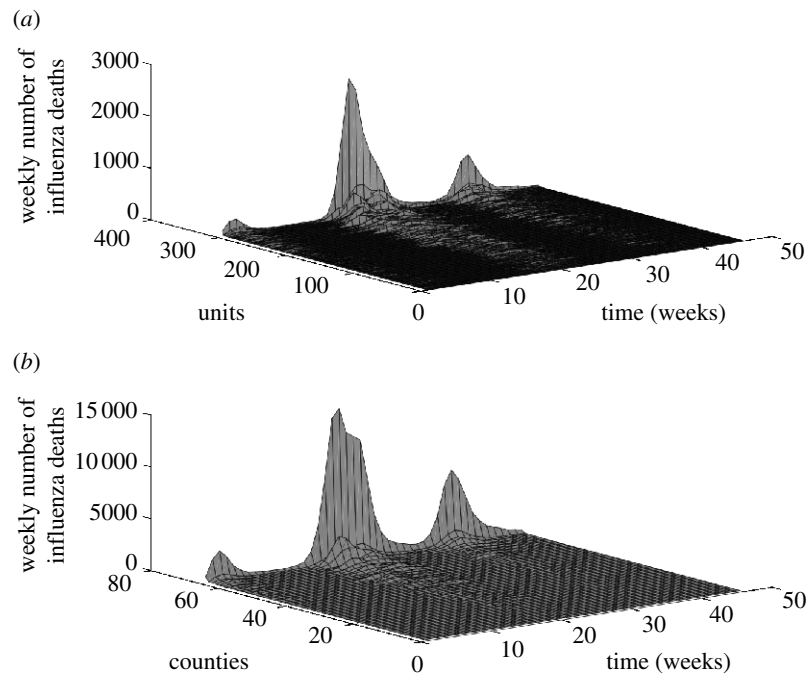 (a)
3000
2000
1000
0
weekly number of
influenza deaths
400
300
200
100
0
units
10
20
30
40
50
time (weeks)
(b)
15 000
10 000
5000
0
weekly number of
influenza deaths
80
60
40
20
0
counties
10
20
30
40
50
time (weeks)